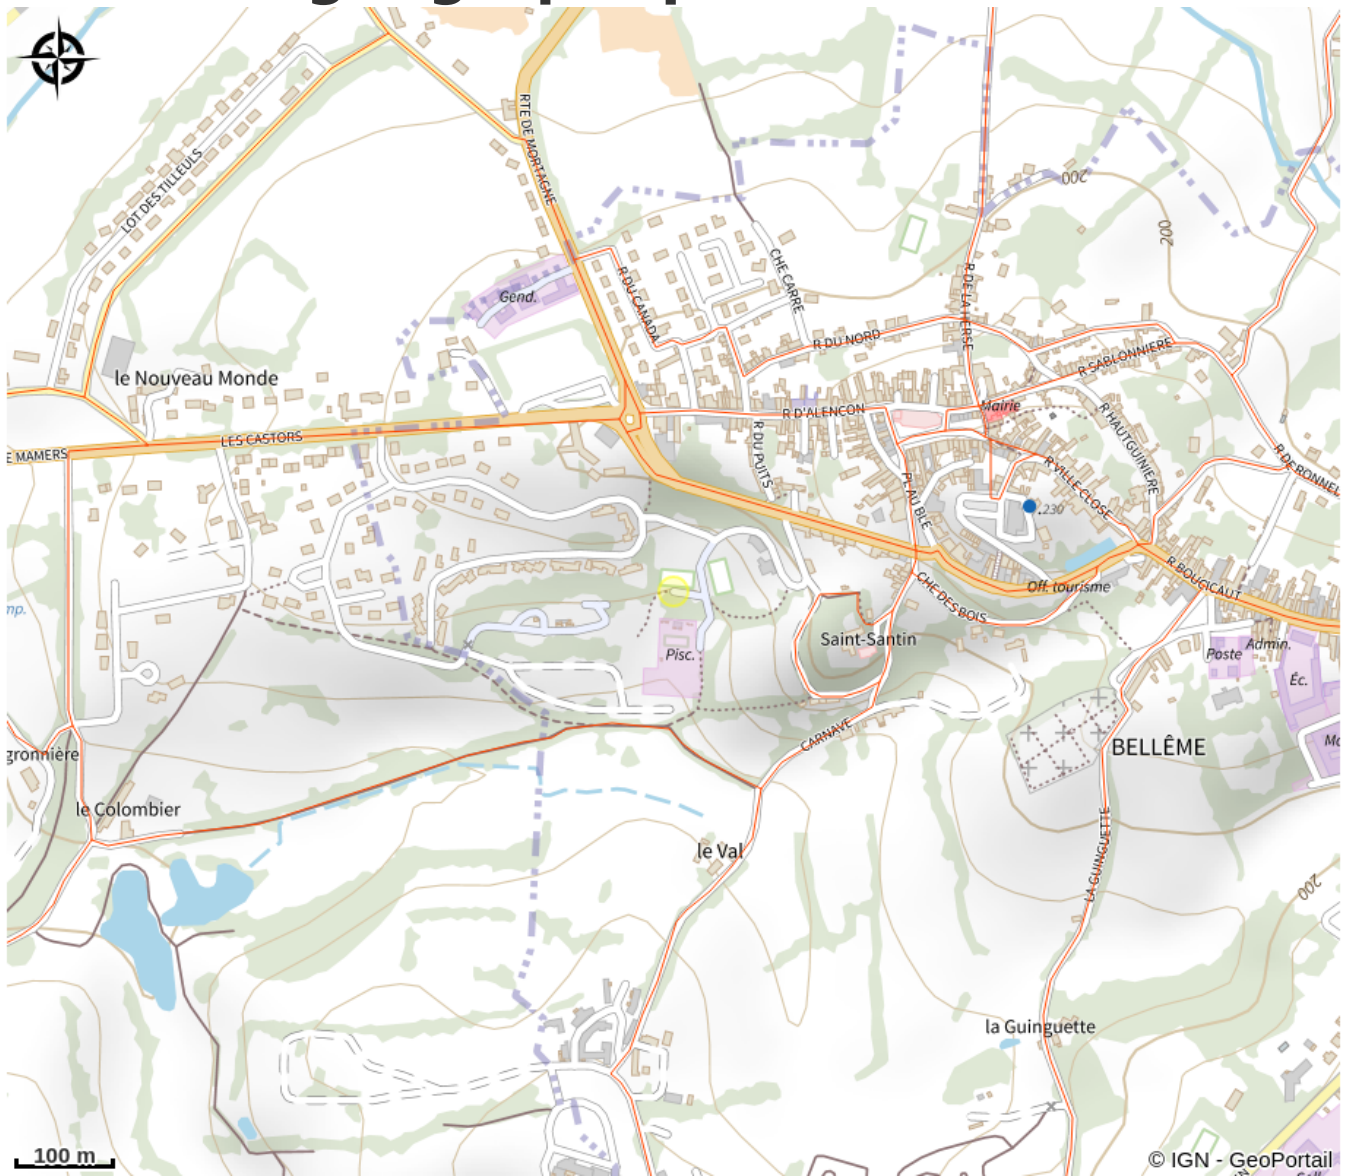 RTE DE MORTAGNE
LOT DES TILLEULS
200
200
Gend.
R DU CANADA
CHE CARRE
R DE LA HERSE
R DU NORD
R SABLONNIERE
le Nouveau Monde
Mairie
R D'ALENCON
R HAUTGUINIERE
LES CASTORS
E MAMERS
R DU PUITS
PL AU BLE
R VILLE CLOSE
.230
R BOUCICAUT
CHE DES BOIS
Off. tourisme
mp.
Saint-Santin
Pisc.
Poste
Admin.
Éc.
CARNAVE
BELLÊME
gronnière
le Colombier
le Val
LA GUINGUETTE
200
la Guinguette
100 m
© IGN - GeoPortail